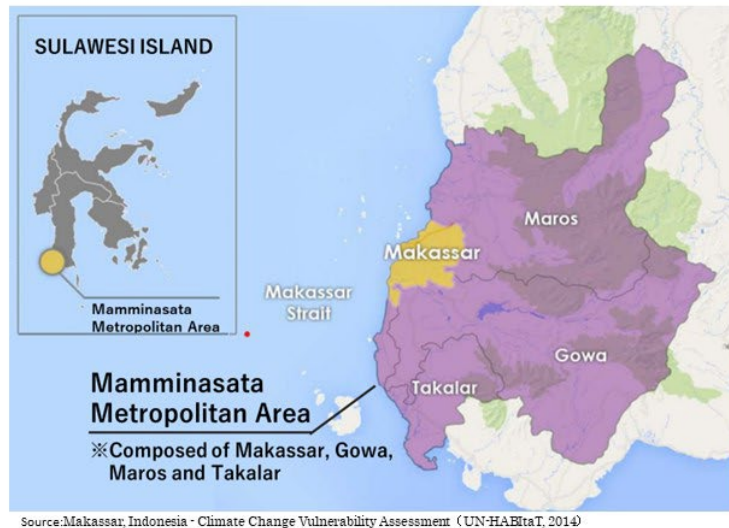 SULAWESI ISLAND
Mamminasata
Metropolitan Area
Maros
Makassar
Makassar
Strait
Gowa
Takalar
Mamminasata
Metropolitan Area
※Composed of Makassar, Gowa,
Maros and Takalar
Source:Makassar, Indonesia - Climate Change Vulnerability Assessment（UN-HABItaT, 2014）